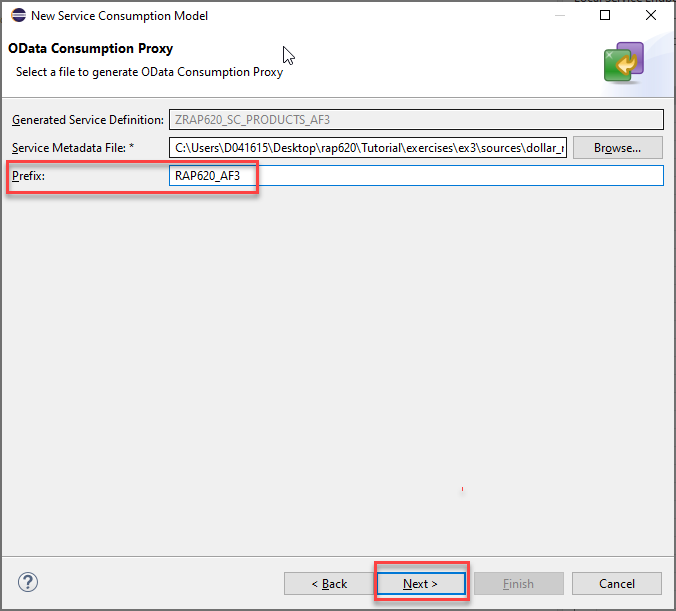 New Service Consumption Model
OData Consumption Proxy
Select a file to generate OData Consumption Proxy
Generated Service Definition: ZRAP620_SC_PRODUCTS_AF3
Service Metadata File: * C:\Users\D041615\Desktop\rap620\Tutorial\exercises\ex3\sources\dollar_ Browse...
Prefix: RAP620_AF3
?
< Back Next > Finish Cancel